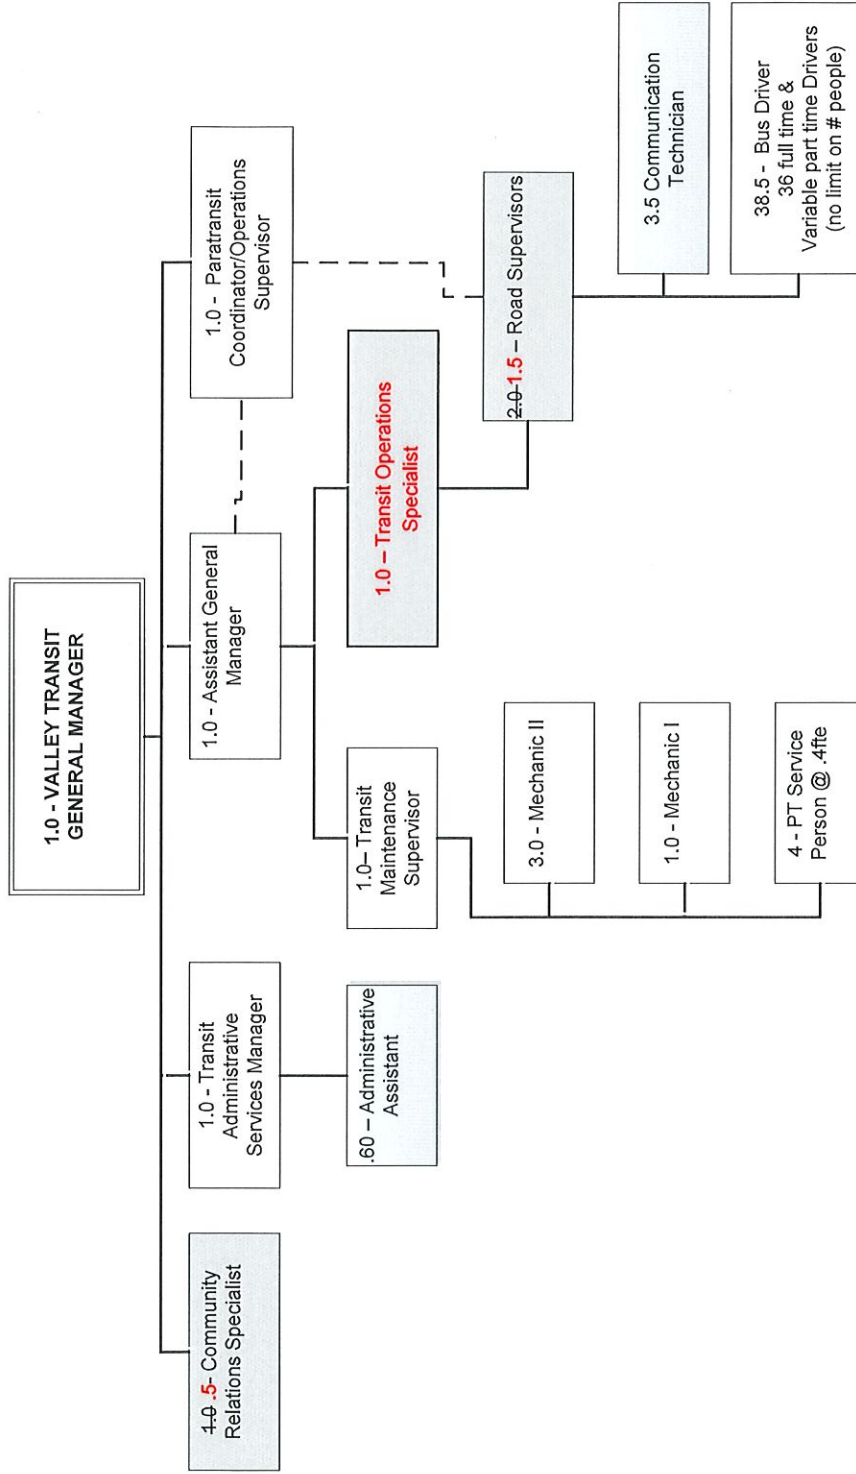 1.0 - VALLEY TRANSIT
GENERAL MANAGER
1.0 .5- Community
Relations Specialist
1.0 - Transit
Administrative
Services Manager
1.0 - Assistant General
Manager
1.0 - Paratransit
Coordinator/Operations
Supervisor
.60 – Administrative
Assistant
1.0– Transit
Maintenance
Supervisor
1.0 – Transit Operations
Specialist
3.0 - Mechanic II
1.0 - Mechanic I
4 - PT Service
Person @ .4fte
2.0 1.5 – Road Supervisors
3.5 Communication
Technician
38.5 - Bus Driver
36 full time &
Variable part time Drivers
(no limit on # people)